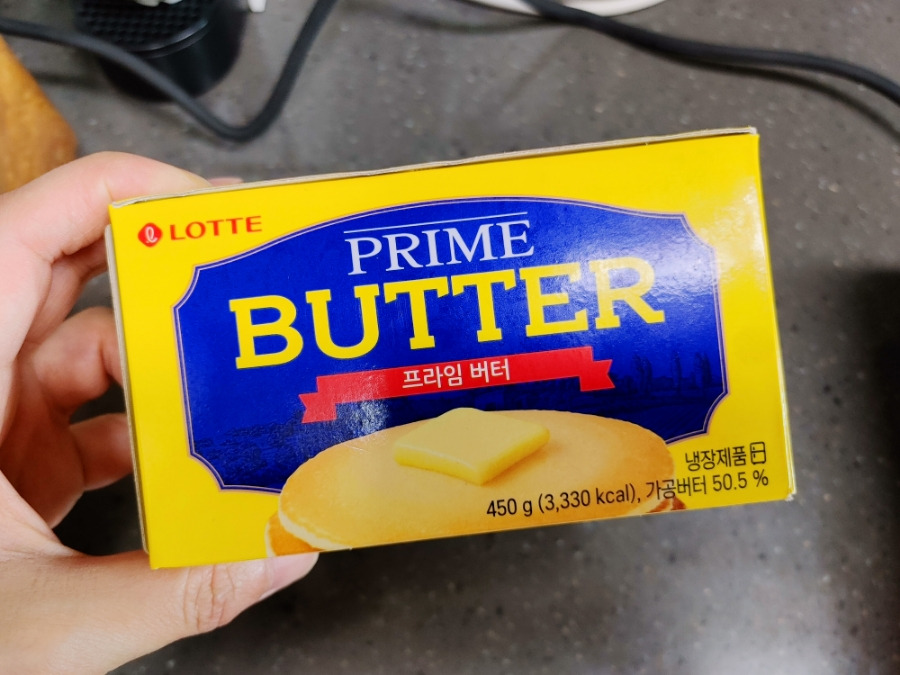 LOTTE
PRIME
BUTTER
프라임 버터
냉장제품
450 g (3,330 kcal), 가공버터 50.5 %